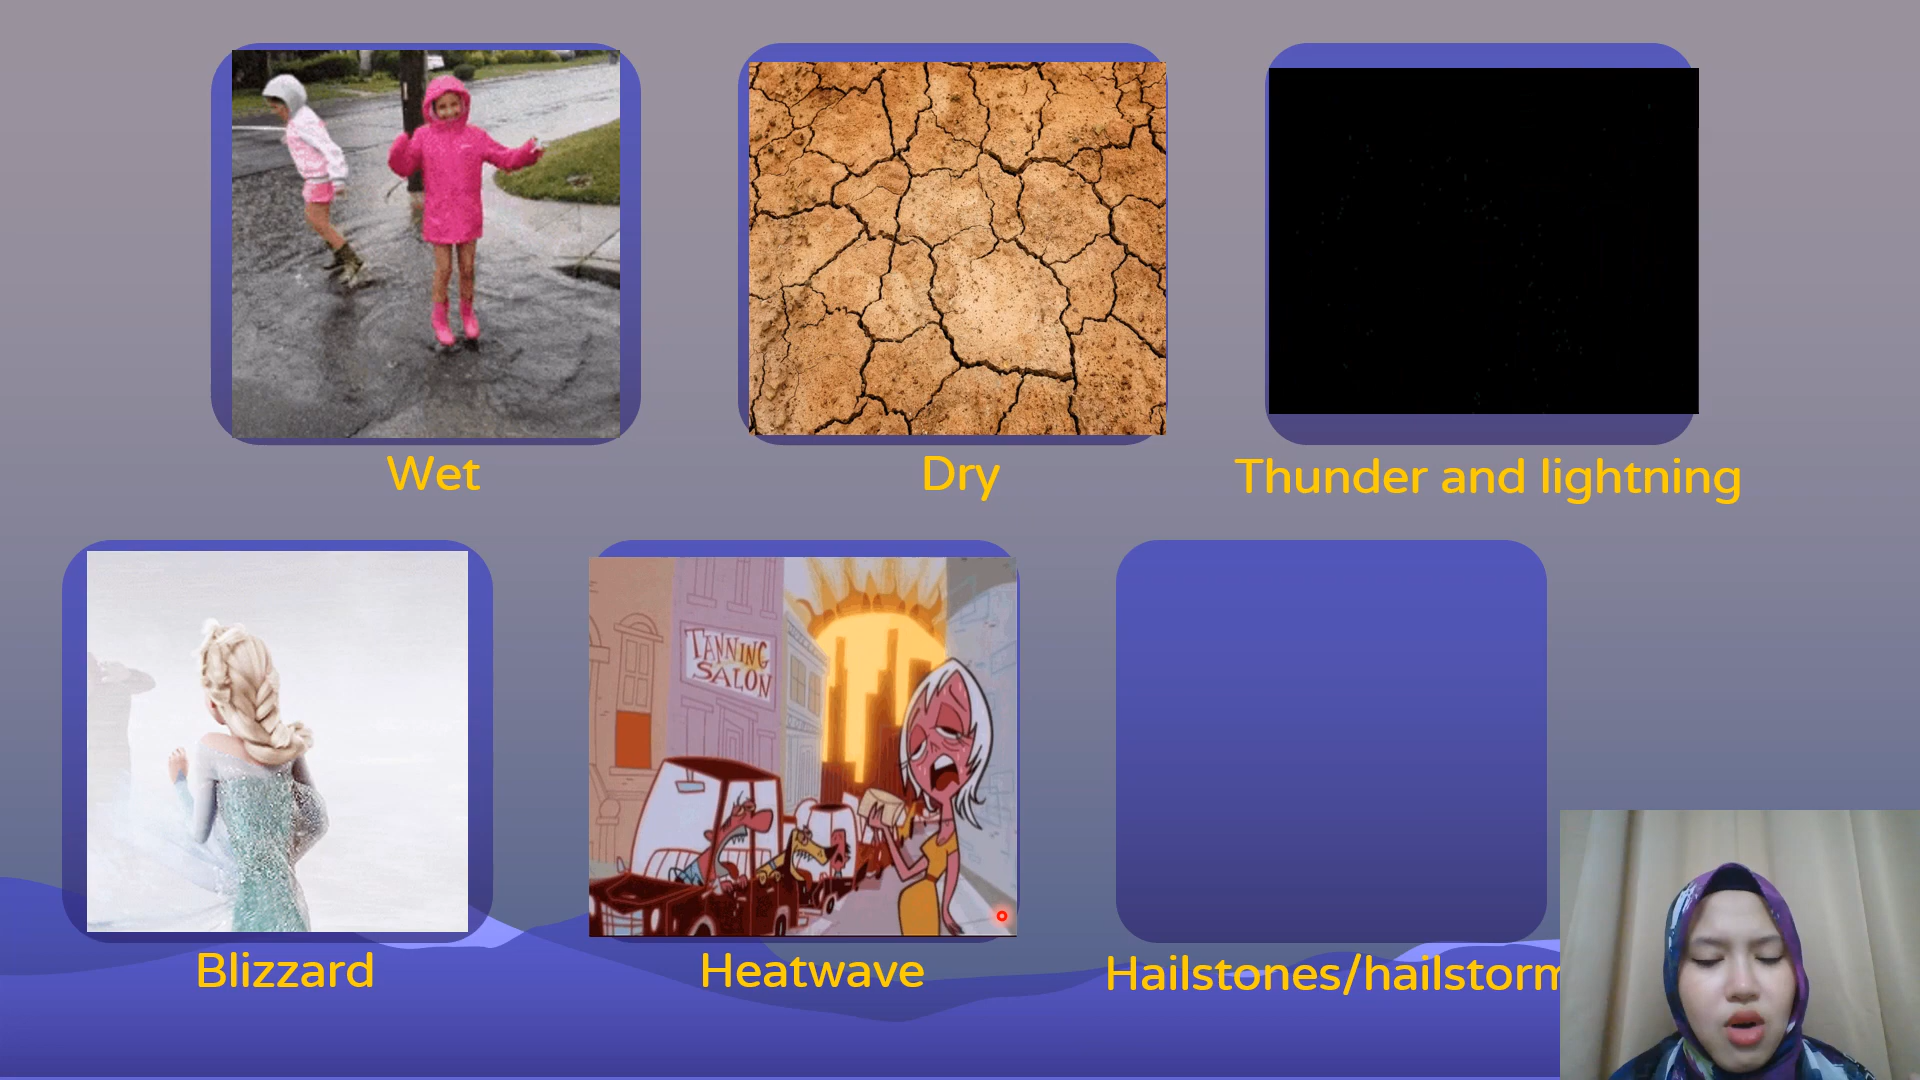 Wet
Dry
Thunder and lightning
TANNING
SALON
Blizzard
Heatwave
Hailstones/hailstorm